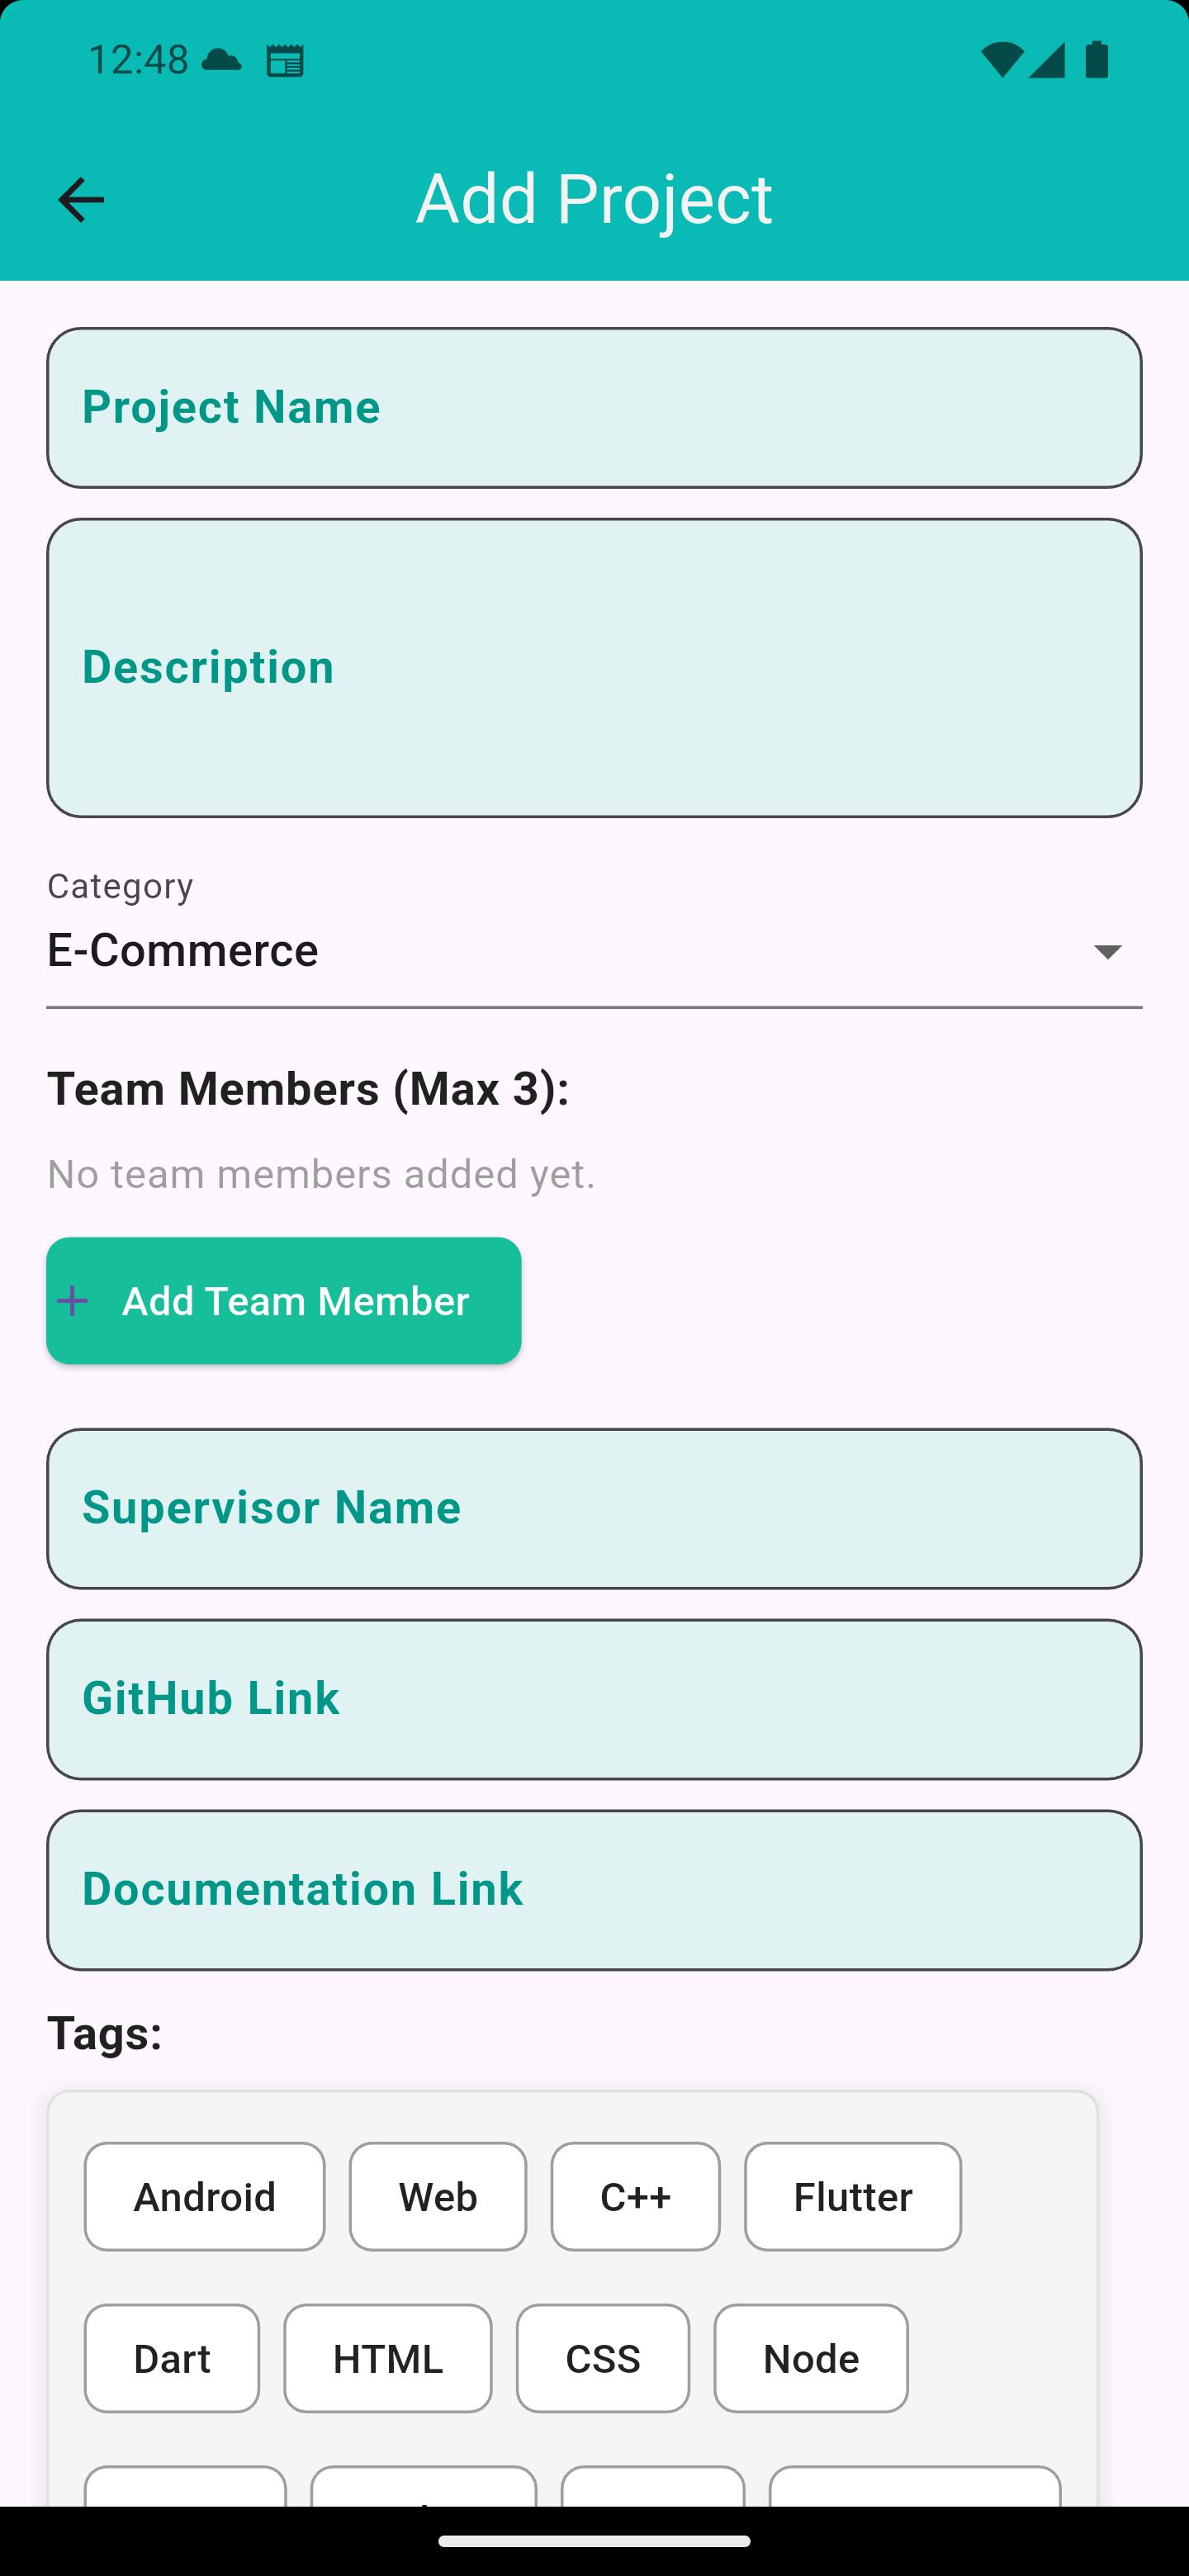 12:48
Add Project
Project Name
Description
Category
E-Commerce
Team Members (Max 3):
No team members added yet.
+ Add Team Member
Supervisor Name
GitHub Link
Documentation Link
Tags:
Android Web C++ Flutter
Dart HTML CSS Node